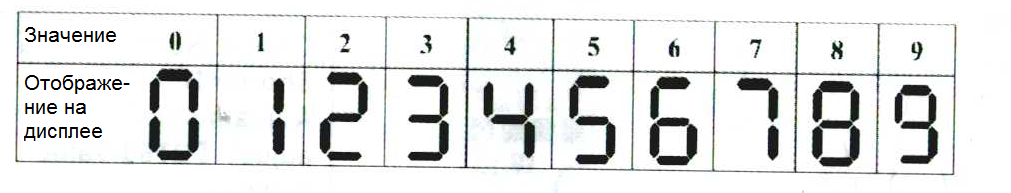 Значение 0 1 2 3 4 5 6 7 8 9
Отображе-
ние на
дисплее 0 1 2 3 4 5 6 7 8 9